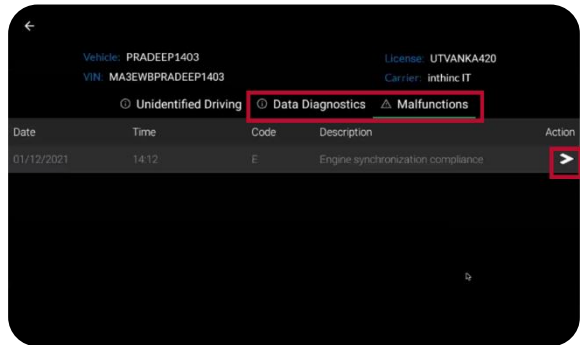 Vehicle: PRADEEP1403 License: UTVANKA420
VIN: MA3EWBPRADEEP1403 Carrier: inthinc IT
Unidentified Driving Data Diagnostics Malfunctions
Date Time Code Description Action
01/12/2021 14:12 E Engine synchronization compliance